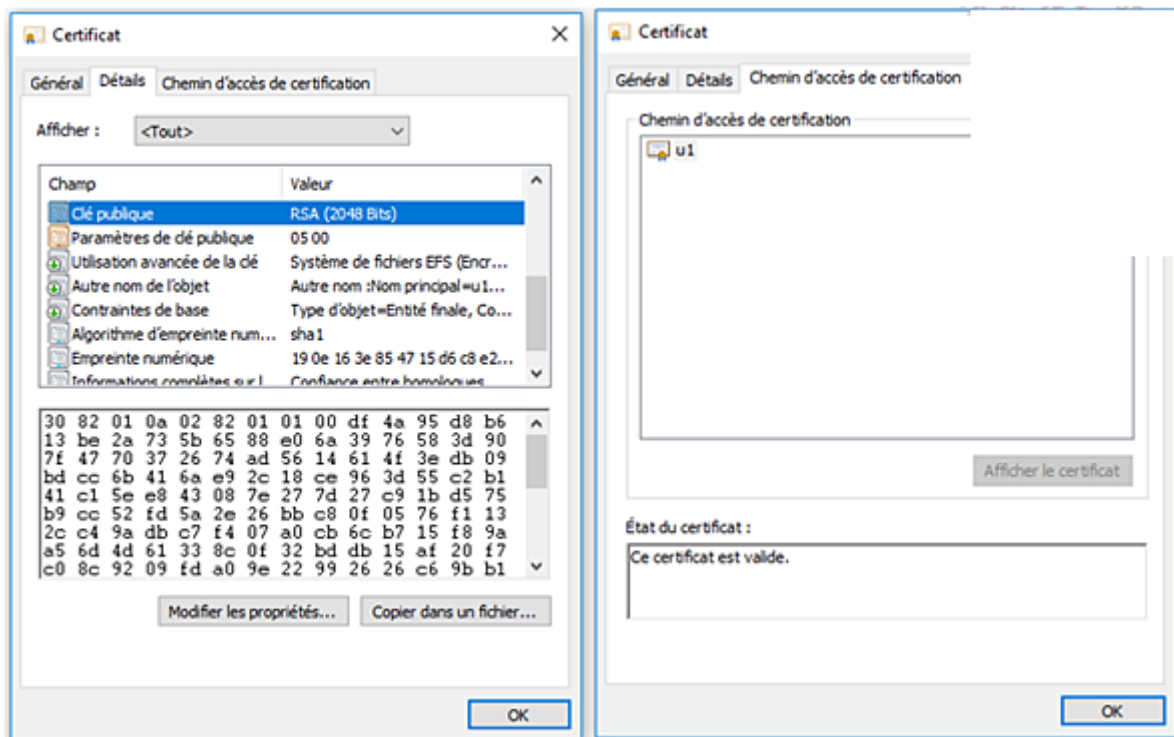 Certificat
Général Détails Chemin d'accès de certification
Afficher : <Tout>
Champ Valeur
Clé publique RSA (2048 Bits)
Paramètres de clé publique 05 00
Utilisation avancée de la clé Système de fichiers EFS (Encr...
Autre nom de l'objet Autre nom :Nom principal=u1...
Contraintes de base Type d'objet=Entité finale, Co...
Algorithme d'empreinte num... sha1
Empreinte numérique 19 0e 16 3e 85 47 15 d6 c8 e2...
Informations complètes sur l Confiance entre homologues
30 82 01 0a 02 82 01 01 00 df 4a 95 d8 b6
13 be 2a 73 5b 65 88 e0 6a 39 76 58 3d 90
7f 47 70 37 26 74 ad 56 14 61 4f 3e db 09
bd cc 6b 41 6a e9 2c 18 ce 96 3d 55 c2 b1
41 c1 5e e8 43 08 7e 27 7d 27 c9 1b d5 75
b9 cc 52 fd 5a 2e 26 bb c8 0f 05 76 f1 13
2c c4 9a db c7 f4 07 a0 cb 6c b7 15 f8 9a
a5 6d 4d 61 33 8c 0f 32 bd db 15 af 20 f7
c0 8c 92 09 fd a0 9e 22 99 26 26 c6 9b b1
Modifier les propriétés... Copier dans un fichier...
OK
Certificat
Général Détails Chemin d'accès de certification
Chemin d'accès de certification
u1
Afficher le certificat
État du certificat :
Ce certificat est valide.
OK